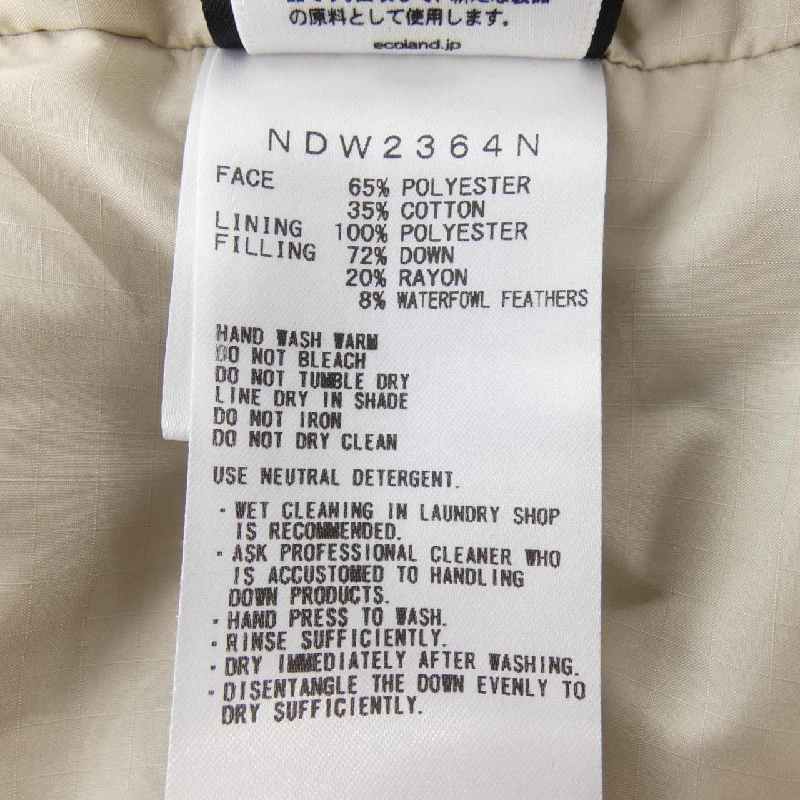 の原料として使用します。
ecoland.jp
NDW2364N
FACE 65% POLYESTER
35% COTTON
LINING 100% POLYESTER
FILLING 72% DOWN
20% RAYON
8% WATERFOWL FEATHERS
HAND WASH WARM
DO NOT BLEACH
DO NOT TUMBLE DRY
LINE DRY IN SHADE
DO NOT IRON
DO NOT DRY CLEAN
USE NEUTRAL DETERGENT.
・WET CLEANING IN LAUNDRY SHOP
IS RECOMMENDED.
・ASK PROFESSIONAL CLEANER WHO
IS ACCUSTOMED TO HANDLING
DOWN PRODUCTS.
・HAND PRESS TO WASH.
・RINSE SUFFICIENTLY.
・DRY IMMEDIATELY AFTER WASHING.
・DISENTANGLE THE DOWN EVENLY TO
DRY SUFFICIENTLY.